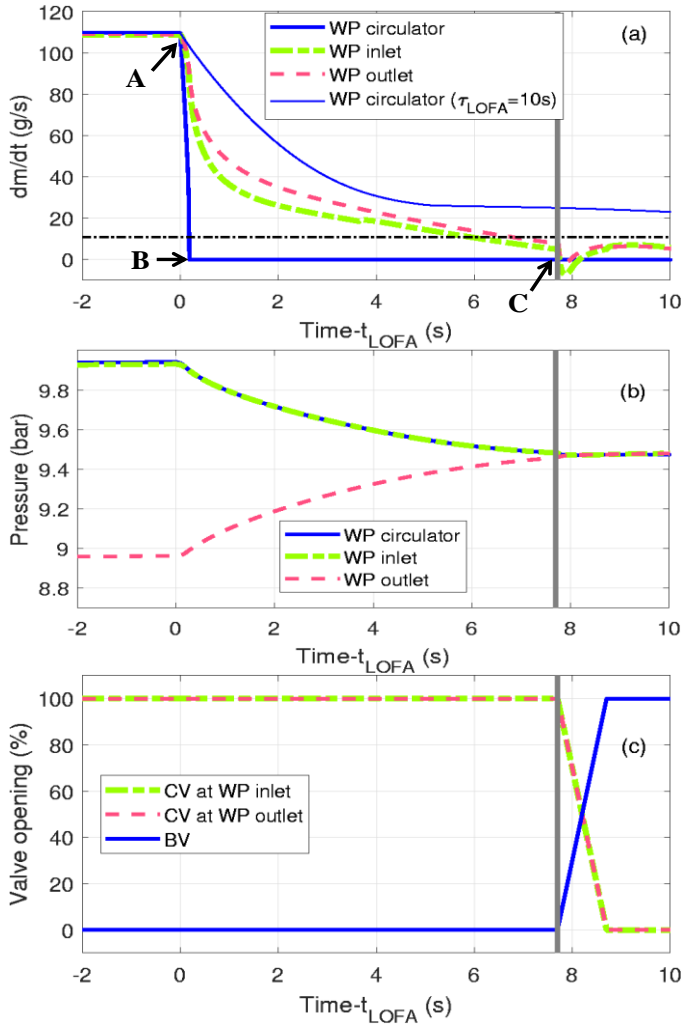 (a)
WP circulator
WP inlet
WP outlet
WP circulator (τLOFA=10s)
A
B
C
dm/dt (g/s)
120
100
80
60
40
20
0
-2 0 2 4 6 8 10
Time-tLOFA (s)
(b)
Pressure (bar)
9.8
9.6
9.4
9.2
9
8.8
WP circulator
WP inlet
WP outlet
-2 0 2 4 6 8 10
Time-tLOFA (s)
(c)
Valve opening (%)
100
80
60
40
20
0
CV at WP inlet
CV at WP outlet
BV
-2 0 2 4 6 8 10
Time-tLOFA (s)